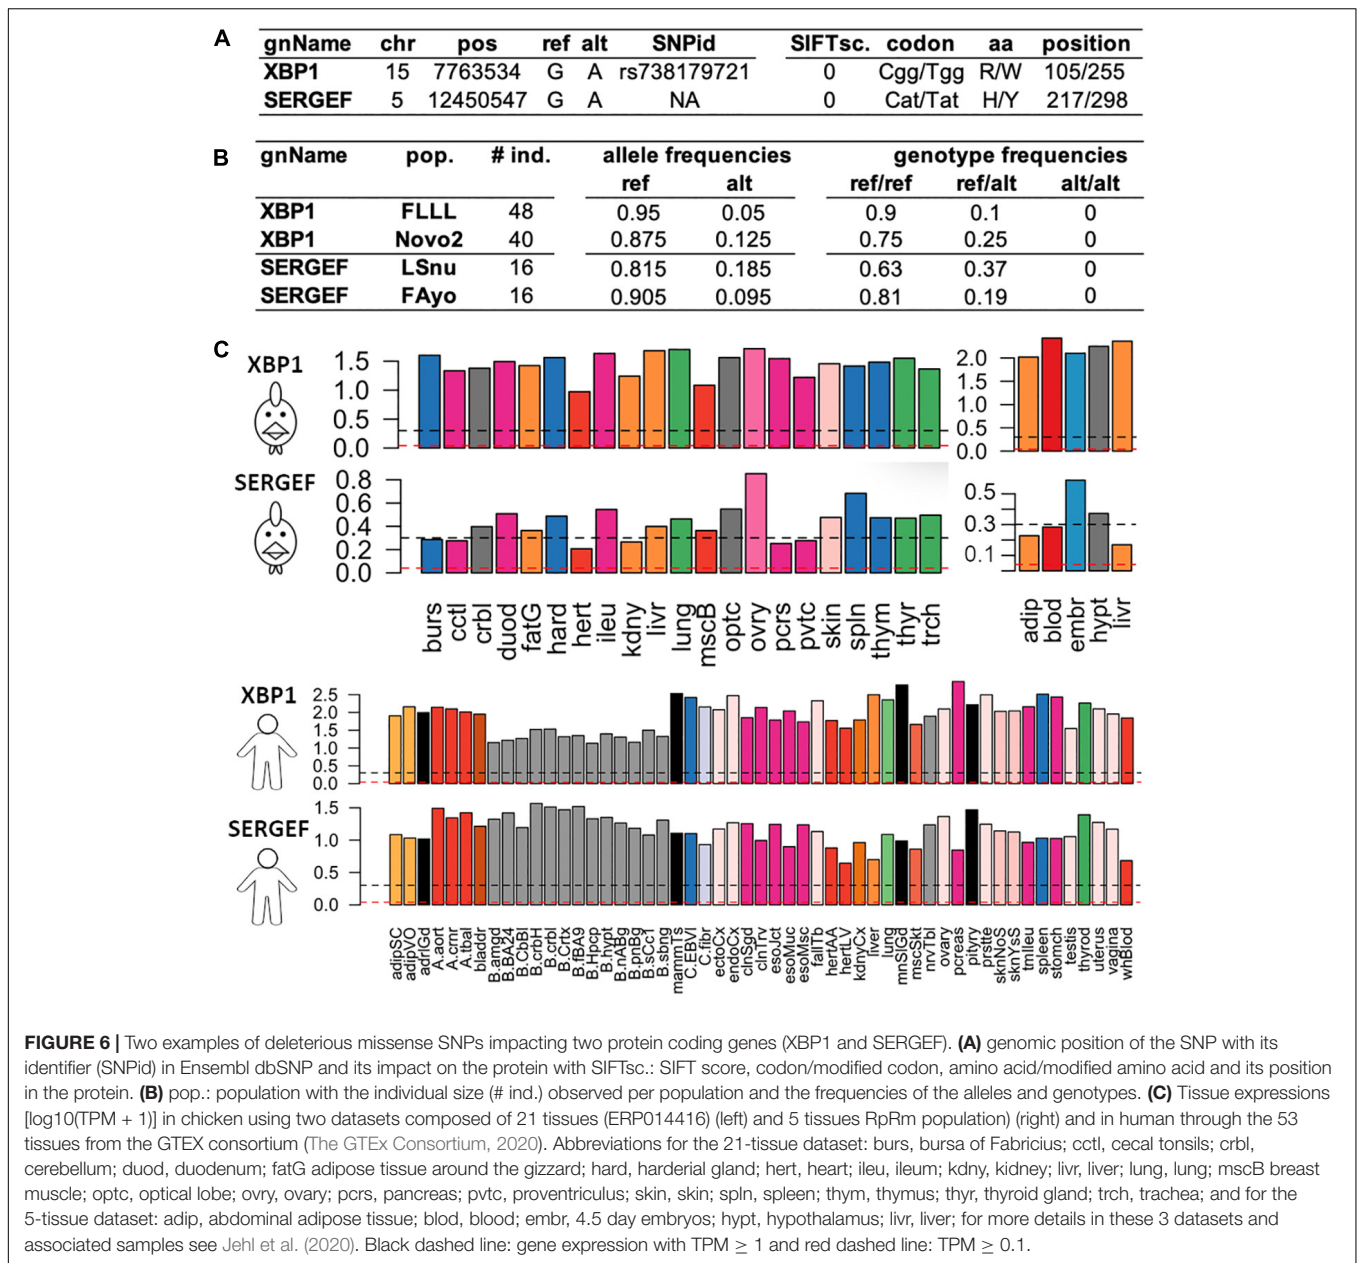 A
gnName chr pos ref alt SNPid SIFTsc. codon aa position
XBP1 15 7763534 G A rs738179721 0 Cgg/Tgg R/W 105/255
SERGEF 5 12450547 G A NA 0 Cat/Tat H/Y 217/298
B
gnName pop. # ind. allele frequencies genotype frequencies
ref alt ref/ref ref/alt alt/alt
XBP1 FLLL 48 0.95 0.05 0.9 0.1 0
XBP1 Novo2 40 0.875 0.125 0.75 0.25 0
SERGEF LSnu 16 0.815 0.185 0.63 0.37 0
SERGEF FAyo 16 0.905 0.095 0.81 0.19 0
C
XBP1
1.5
1.0
0.5
0.0
2.0
1.5
1.0
0.5
0.0
SERGEF
0.8
0.6
0.4
0.2
0.0
0.5
0.3
0.1
burs cctl crbl duod fatG hard hert ileu kdny livr lung mscB optc ovry pcrs pvtc skin spln thym thyr trch
adip blod embr hypt livr
XBP1
2.5
2.0
1.5
1.0
0.5
0.0
SERGEF
1.5
1.0
0.5
0.0
adipSC adipVO adrlGd A.aort A.crnr A.tbal bladdr B.amgd B.BA24 B.CbBl B.crbH B.crbl B.Crtx B.fBA9 B.Hpcp B.hypt B.nABg B.pnBg B.sCc1 B.sbng mammTs C.EBVl C.fibr ectoCx endoCx clnSgd clnTrv esoJct esoMuc esoMsc fallTb hertAA hertLV kdnyCx liver lung mnSlGd mscSkt nrvTbl ovary pcreas pityry prstte sknNoS sknYsS tmlleu spleen stomch testis thyrod uterus vagina whBlod
FIGURE 6 | Two examples of deleterious missense SNPs impacting two protein coding genes (XBP1 and SERGEF). (A) genomic position of the SNP with its
identifier (SNPid) in Ensembl dbSNP and its impact on the protein with SIFTsc.: SIFT score, codon/modified codon, amino acid/modified amino acid and its position
in the protein. (B) pop.: population with the individual size (# ind.) observed per population and the frequencies of the alleles and genotypes. (C) Tissue expressions
[log10(TPM + 1)] in chicken using two datasets composed of 21 tissues (ERP014416) (left) and 5 tissues RpRm population) (right) and in human through the 53
tissues from the GTEX consortium (The GTEx Consortium, 2020). Abbreviations for the 21-tissue dataset: burs, bursa of Fabricius; cctl, cecal tonsils; crbl,
cerebellum; duod, duodenum; fatG adipose tissue around the gizzard; hard, harderial gland; hert, heart; ileu, ileum; kdny, kidney; livr, liver; lung, lung; mscB breast
muscle; optc, optical lobe; ovry, ovary; pcrs, pancreas; pvtc, proventriculus; skin, skin; spln, spleen; thym, thymus; thyr, thyroid gland; trch, trachea; and for the
5-tissue dataset: adip, abdominal adipose tissue; blod, blood; embr, 4.5 day embryos; hypt, hypothalamus; livr, liver; for more details in these 3 datasets and
associated samples see Jehl et al. (2020). Black dashed line: gene expression with TPM ≥ 1 and red dashed line: TPM ≥ 0.1.